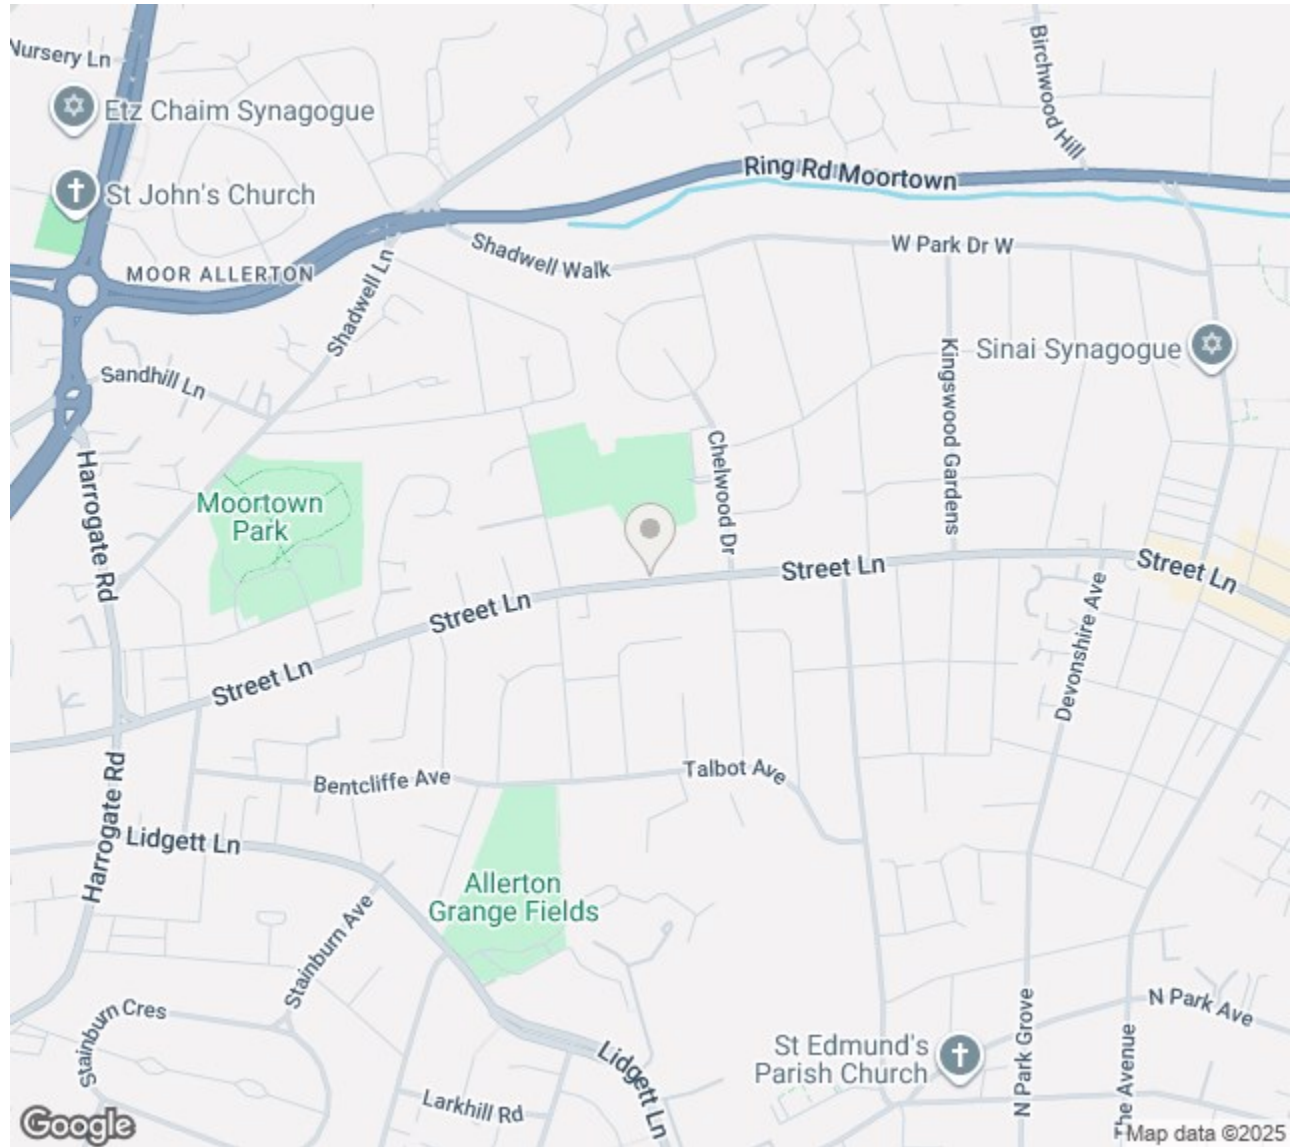 Nursery Ln
Birchwood Hill
Etz Chaim Synagogue
Ring Rd Moortown
St John's Church
Shadwell Walk
W Park Dr W
MOOR ALLERTON
Shadwell Ln
Sinai Synagogue
Kingswood Gardens
Sandhill Ln
Chelwood Dr
Harrogate Rd
Moortown
Park
Street Ln
Street Ln
Street Ln
Devonshire Ave
Street Ln
Harrogate Rd
Bentcliffe Ave
Talbot Ave
Lidgett Ln
Allerton
Grange Fields
Stainburn Ave
Stainburn Cres
N Park Grove
N Park Ave
The Avenue
St Edmund's
Parish Church
Lidgett Ln
Larkhill Rd
Google
Map data ©2025